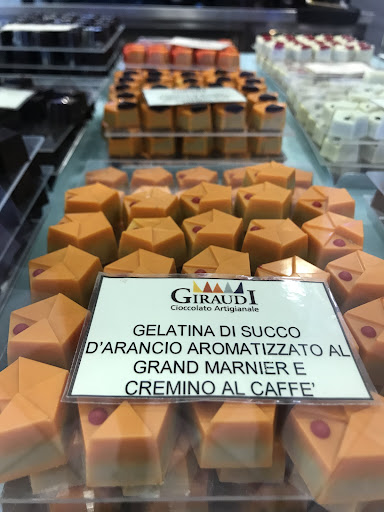 GIRAUDI
Cioccolato Artigianale
GELATINA DI SUCCO
D'ARANCIO AROMATIZZATO AL
GRAND MARNIER E
CREMINO AL CAFFE'